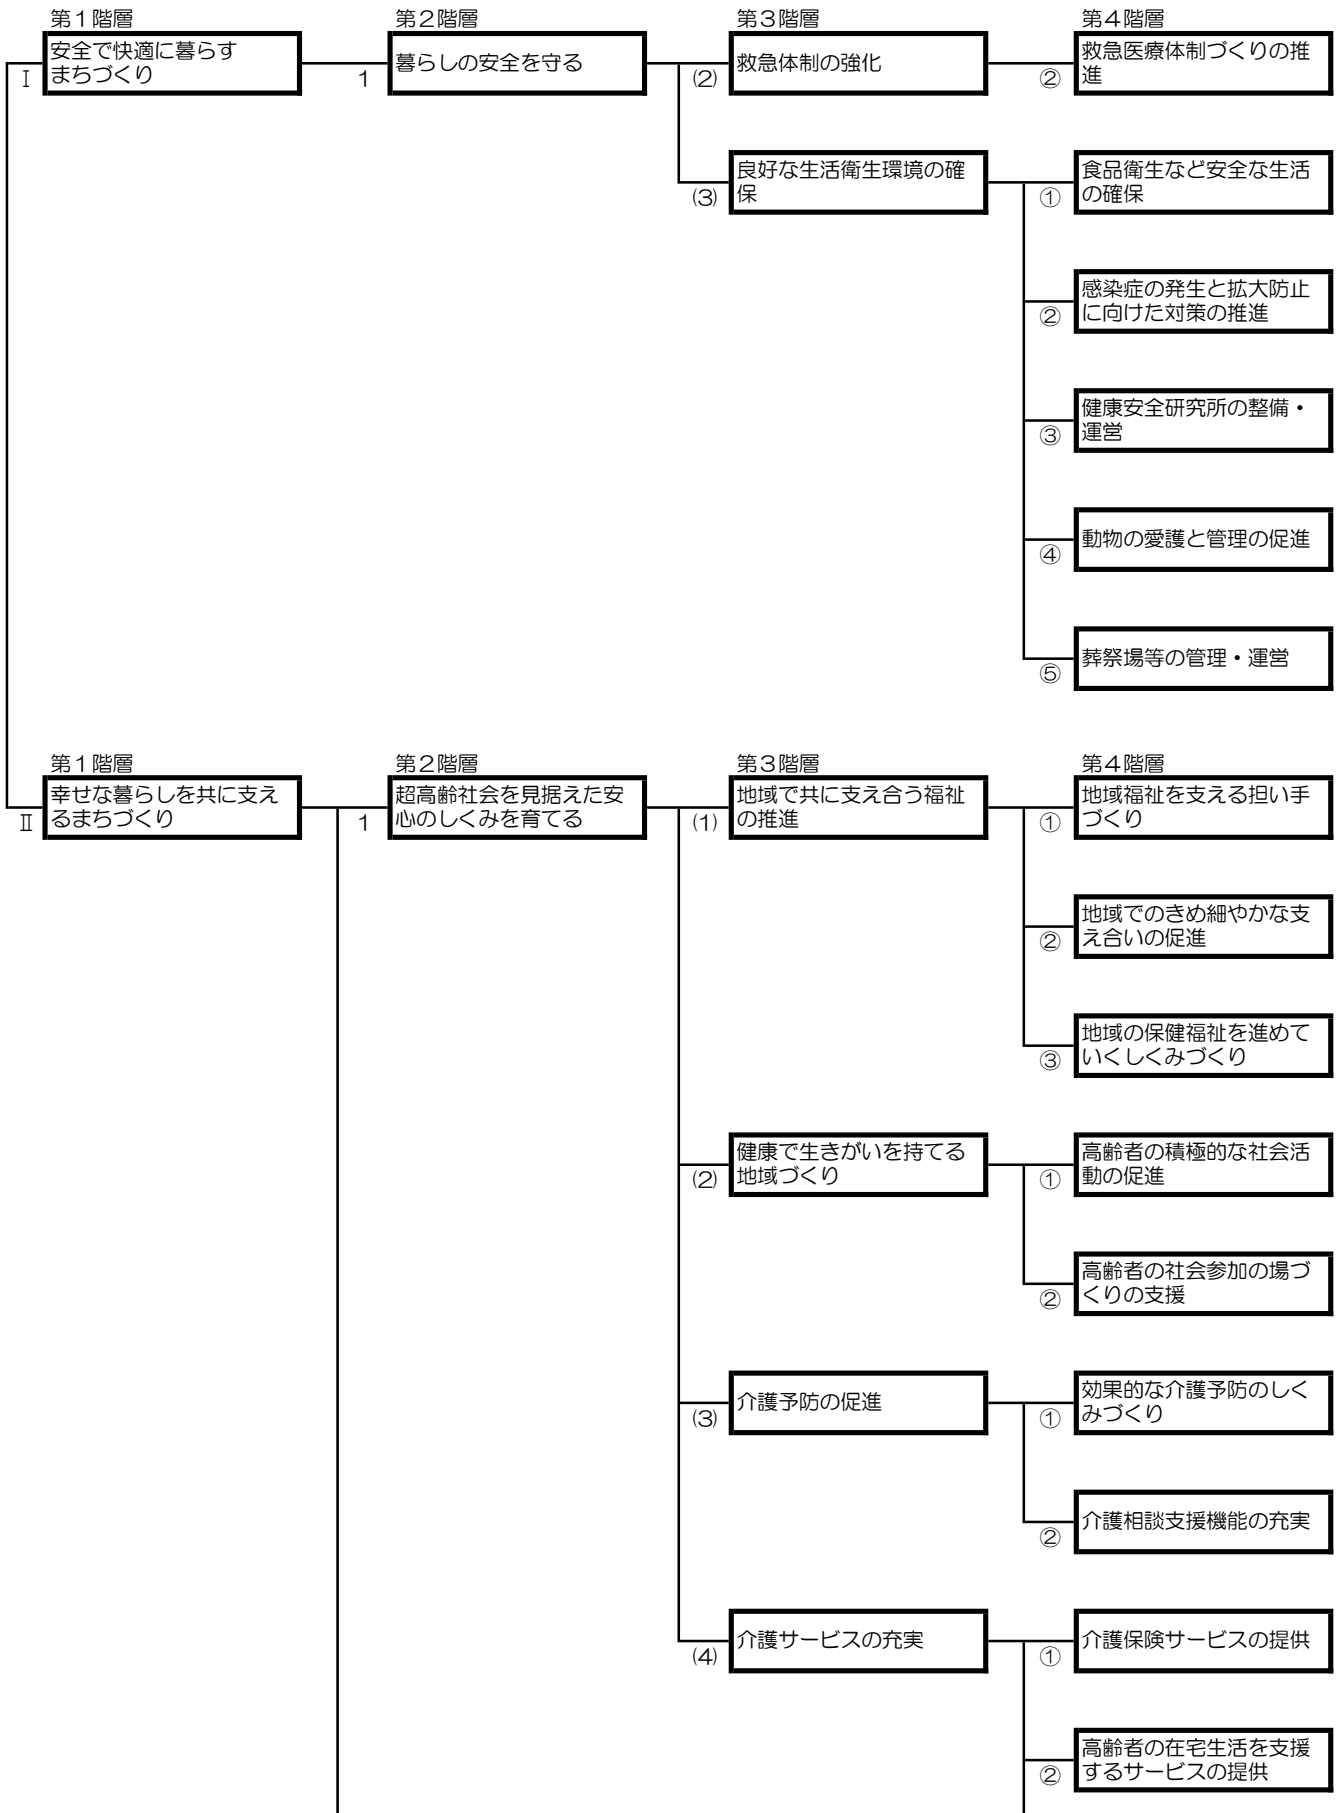 第1階層
第2階層
第3階層
第4階層
Ⅰ
安全で快適に暮らす
まちづくり
1
暮らしの安全を守る
(2)
救急体制の強化
②
救急医療体制づくりの推
進
(3)
良好な生活衛生環境の確
保
①
食品衛生など安全な生活
の確保
②
感染症の発生と拡大防止
に向けた対策の推進
③
健康安全研究所の整備・
運営
④
動物の愛護と管理の促進
⑤
葬祭場等の管理・運営
第1階層
第2階層
第3階層
第4階層
Ⅱ
幸せな暮らしを共に支え
るまちづくり
1
超高齢社会を見据えた安
心のしくみを育てる
(1)
地域で共に支え合う福祉
の推進
①
地域福祉を支える担い手
づくり
②
地域でのきめ細やかな支
え合いの促進
③
地域の保健福祉を進めて
いくしくみづくり
(2)
健康で生きがいを持てる
地域づくり
①
高齢者の積極的な社会活
動の促進
②
高齢者の社会参加の場づ
くりの支援
(3)
介護予防の促進
①
効果的な介護予防のしく
みづくり
②
介護相談支援機能の充実
(4)
介護サービスの充実
①
介護保険サービスの提供
②
高齢者の在宅生活を支援
するサービスの提供